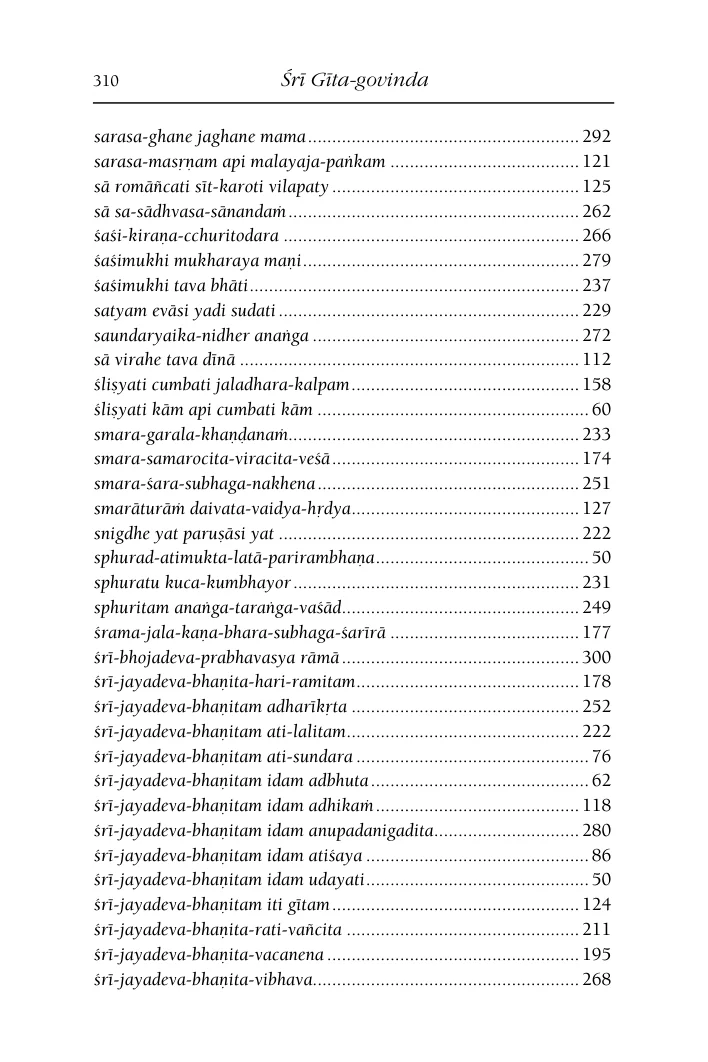 310 Śrī Gīta-govinda
sarasa-ghane jaghane mama........................................................ 292
sarasa-masṛṇam api malayaja-paṅkam ....................................... 121
sā romāñcati sīt-karoti vilapaty ................................................... 125
sā sa-sādhvasa-sānandaṁ............................................................ 262
śaśi-kiraṇa-cchuritodara ............................................................. 266
śaśimukhi mukharaya maṇi......................................................... 279
śaśimukhi tava bhāti.................................................................... 237
satyam evāsi yadi sudati .............................................................. 229
saundaryaika-nidher anaṅga ....................................................... 272
sā virahe tava dīnā ...................................................................... 112
śliṣyati cumbati jaladhara-kalpam............................................... 158
śliṣyati kām api cumbati kām ........................................................ 60
smara-garala-khaṇḍanaṁ............................................................ 233
smara-samarocita-viracita-veśā................................................... 174
smara-śara-subhaga-nakhena...................................................... 251
smarāturāṁ daivata-vaidya-hṛdya............................................... 127
snigdhe yat paruṣāsi yat .............................................................. 222
sphurad-atimukta-latā-parirambhaṇa............................................ 50
sphuratu kuca-kumbhayor ........................................................... 231
sphuritam anaṅga-taraṅga-vaśād................................................. 249
śrama-jala-kaṇa-bhara-subhaga-śarīrā ....................................... 177
śrī-bhojadeva-prabhavasya rāmā ................................................. 300
śrī-jayadeva-bhaṇita-hari-ramitam.............................................. 178
śrī-jayadeva-bhaṇitam adharīkṛta ............................................... 252
śrī-jayadeva-bhaṇitam ati-lalitam................................................ 222
śrī-jayadeva-bhaṇitam ati-sundara ................................................ 76
śrī-jayadeva-bhaṇitam idam adbhuta............................................. 62
śrī-jayadeva-bhaṇitam idam adhikaṁ.......................................... 118
śrī-jayadeva-bhaṇitam idam anupadanigadita.............................. 280
śrī-jayadeva-bhaṇitam idam atiśaya .............................................. 86
śrī-jayadeva-bhaṇitam idam udayati.............................................. 50
śrī-jayadeva-bhaṇitam iti gītam................................................... 124
śrī-jayadeva-bhaṇita-rati-vañcita ................................................ 211
śrī-jayadeva-bhaṇita-vacanena .................................................... 195
śrī-jayadeva-bhaṇita-vibhava....................................................... 268